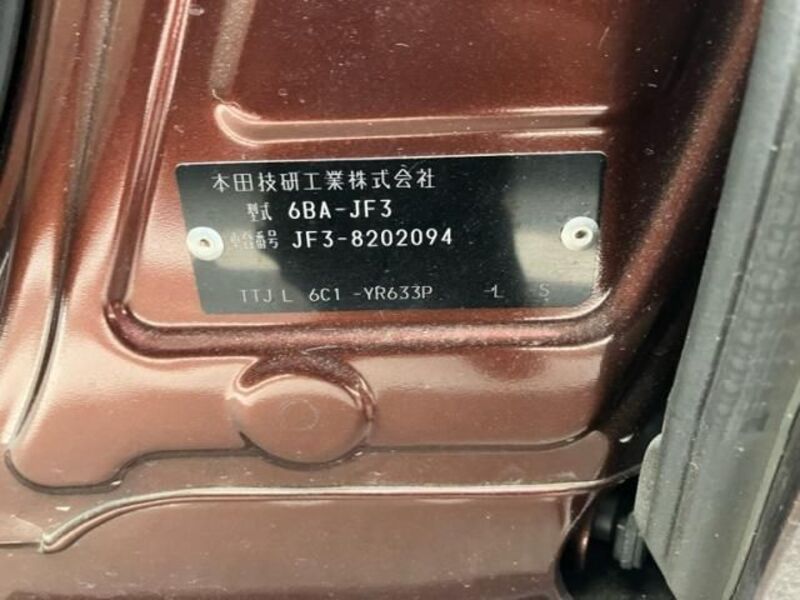 本田技研工業株式会社
型式 6BA-JF3
車台番号 JF3-8202094
TTJL 6C1 -YR633P -L S